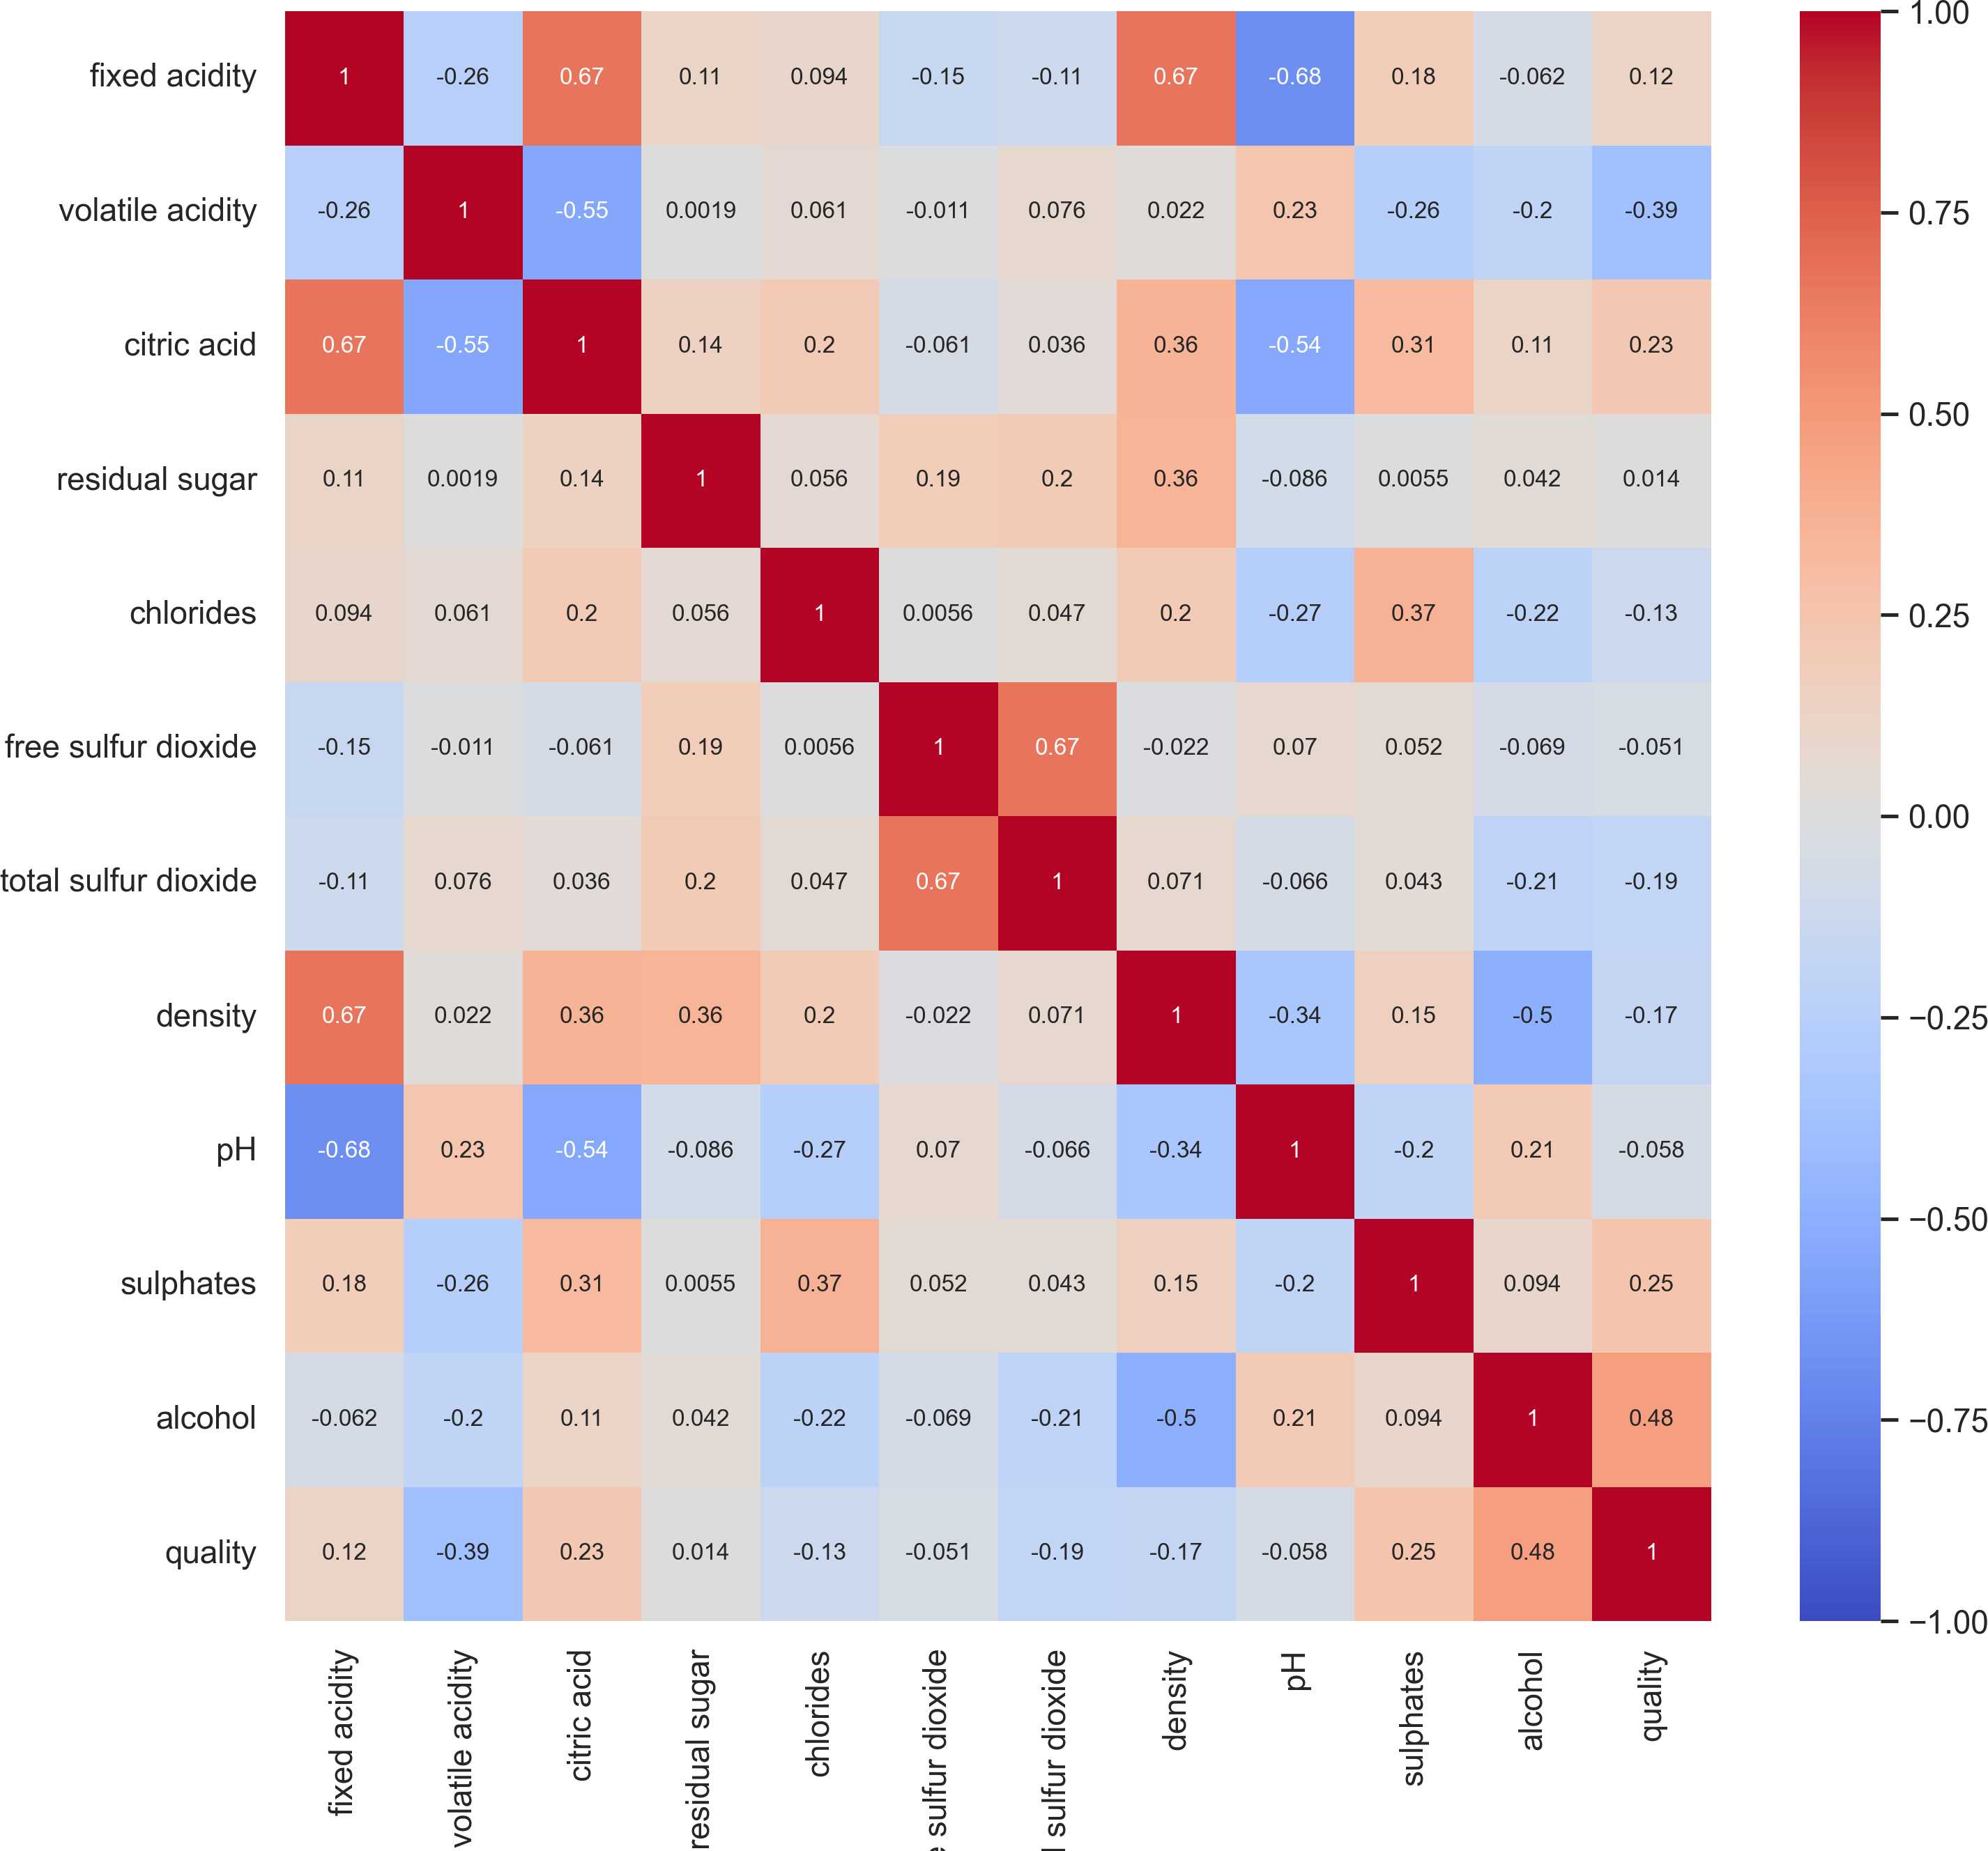 fixed acidity 1 -0.26 0.67 0.11 0.094 -0.15 -0.11 0.67 -0.68 0.18 -0.062 0.12
volatile acidity -0.26 1 -0.55 0.0019 0.061 -0.011 0.076 0.022 0.23 -0.26 -0.2 -0.39
citric acid 0.67 -0.55 1 0.14 0.2 -0.061 0.036 0.36 -0.54 0.31 0.11 0.23
residual sugar 0.11 0.0019 0.14 1 0.056 0.19 0.2 0.36 -0.086 0.0055 0.042 0.014
chlorides 0.094 0.061 0.2 0.056 1 0.0056 0.047 0.2 -0.27 0.37 -0.22 -0.13
free sulfur dioxide -0.15 -0.011 -0.061 0.19 0.0056 1 0.67 -0.022 0.07 0.052 -0.069 -0.051
total sulfur dioxide -0.11 0.076 0.036 0.2 0.047 0.67 1 0.071 -0.066 0.043 -0.21 -0.19
density 0.67 0.022 0.36 0.36 0.2 -0.022 0.071 1 -0.34 0.15 -0.5 -0.17
pH -0.68 0.23 -0.54 -0.086 -0.27 0.07 -0.066 -0.34 1 -0.2 0.21 -0.058
sulphates 0.18 -0.26 0.31 0.0055 0.37 0.052 0.043 0.15 -0.2 1 0.094 0.25
alcohol -0.062 -0.2 0.11 0.042 -0.22 -0.069 -0.21 -0.5 0.21 0.094 1 0.48
quality 0.12 -0.39 0.23 0.014 -0.13 -0.051 -0.19 -0.17 -0.058 0.25 0.48 1
fixed acidity
volatile acidity
citric acid
residual sugar
chlorides
sulfur dioxide
sulfur dioxide
density
pH
sulphates
alcohol
quality
1.00
0.75
0.50
0.25
0.00
−0.25
−0.50
−0.75
−1.00